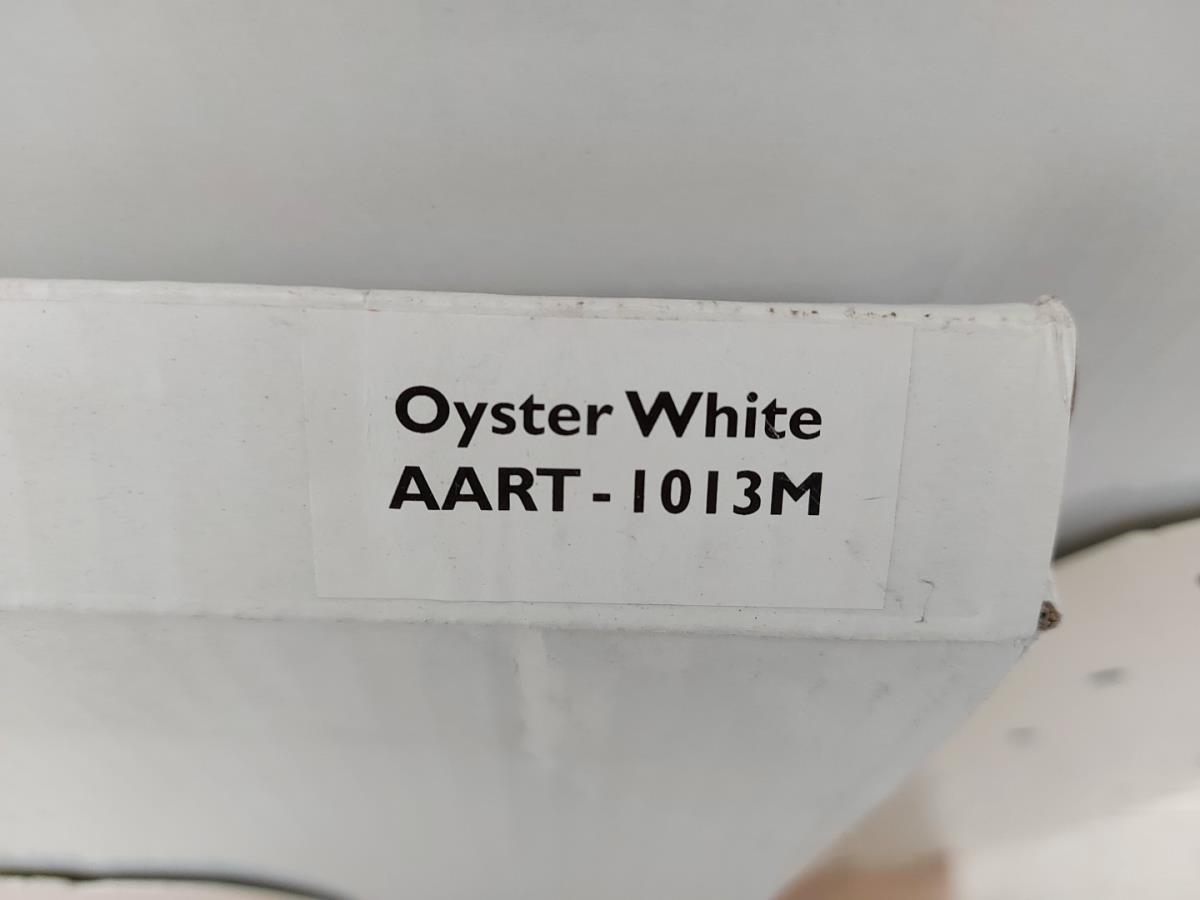 Oyster White
AART - 1013M